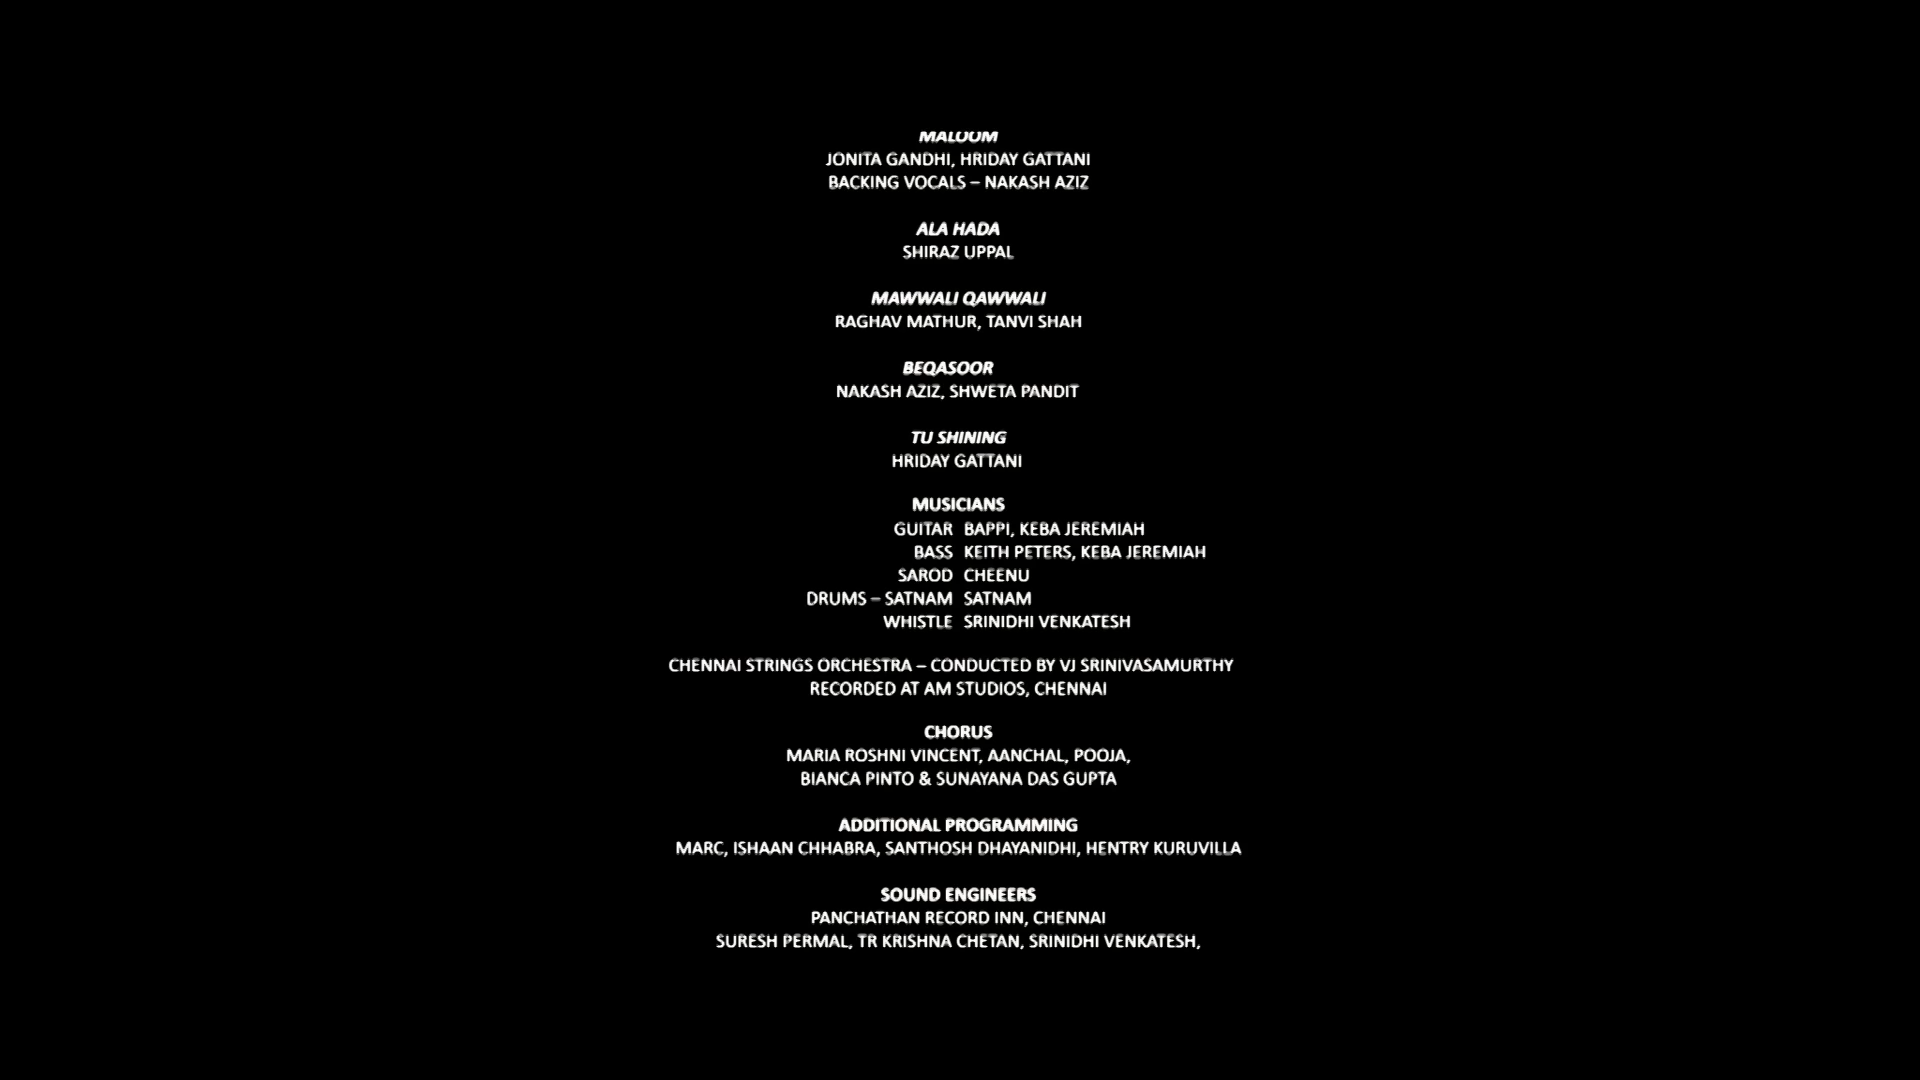 MALOOM
JONITA GANDHI, HRIDAY GATTANI
BACKING VOCALS – NAKASH AZIZ
ALA HADA
SHIRAZ UPPAL
MAWWALI QAWWALI
RAGHAV MATHUR, TANVI SHAH
BEQASOOR
NAKASH AZIZ, SHWETA PANDIT
TU SHINING
HRIDAY GATTANI
MUSICIANS
GUITAR BAPPI, KEBA JEREMIAH
BASS KEITH PETERS, KEBA JEREMIAH
SAROD CHEENU
DRUMS – SATNAM SATNAM
WHISTLE SRINIDHI VENKATESH
CHENNAI STRINGS ORCHESTRA – CONDUCTED BY VJ SRINIVASAMURTHY
RECORDED AT AM STUDIOS, CHENNAI
CHORUS
MARIA ROSHNI VINCENT, AANCHAL, POOJA,
BIANCA PINTO & SUNAYANA DAS GUPTA
ADDITIONAL PROGRAMMING
MARC, ISHAAN CHHABRA, SANTHOSH DHAYANIDHI, HENTRY KURUVILLA
SOUND ENGINEERS
PANCHATHAN RECORD INN, CHENNAI
SURESH PERMAL, TR KRISHNA CHETAN, SRINIDHI VENKATESH,